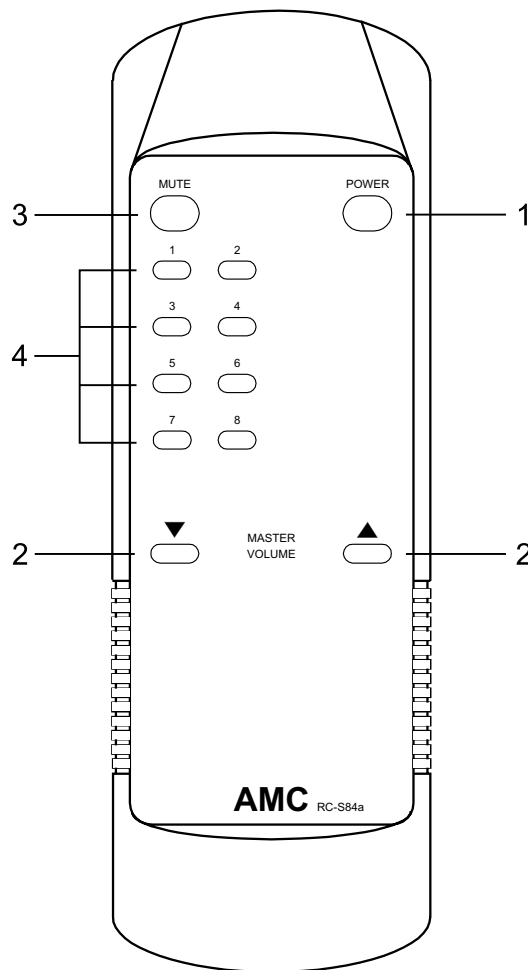 MUTE POWER
3 1
1 2
3 4
4
5 6
7 8
▼ ▲
2 MASTER 2
VOLUME
AMC RC-S84a